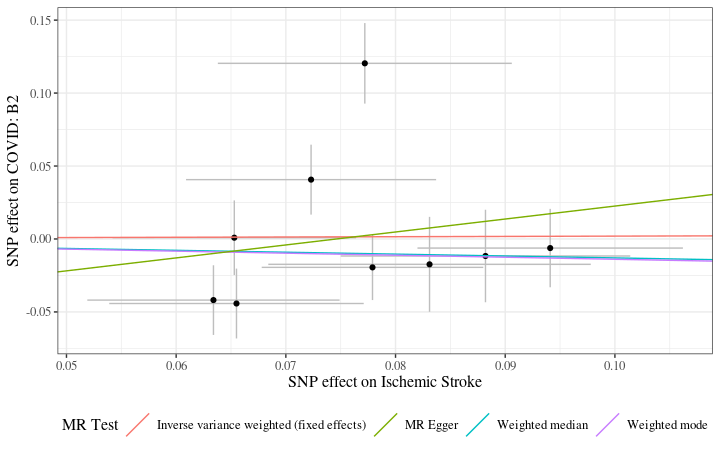 0.15
0.10
0.05
0.00
-0.05
SNP effect on COVID: B2
0.05 0.06 0.07 0.08 0.09 0.10
SNP effect on Ischemic Stroke
MR Test Inverse variance weighted (fixed effects) MR Egger Weighted median Weighted mode